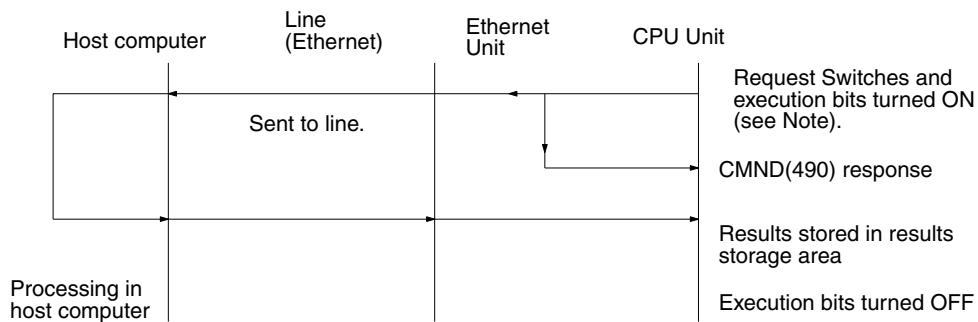 Host computer
Line
(Ethernet)
Ethernet
Unit
CPU Unit
Request Switches and
execution bits turned ON
(see Note).
Sent to line.
CMND(490) response
Results stored in results
storage area
Processing in
host computer
Execution bits turned OFF